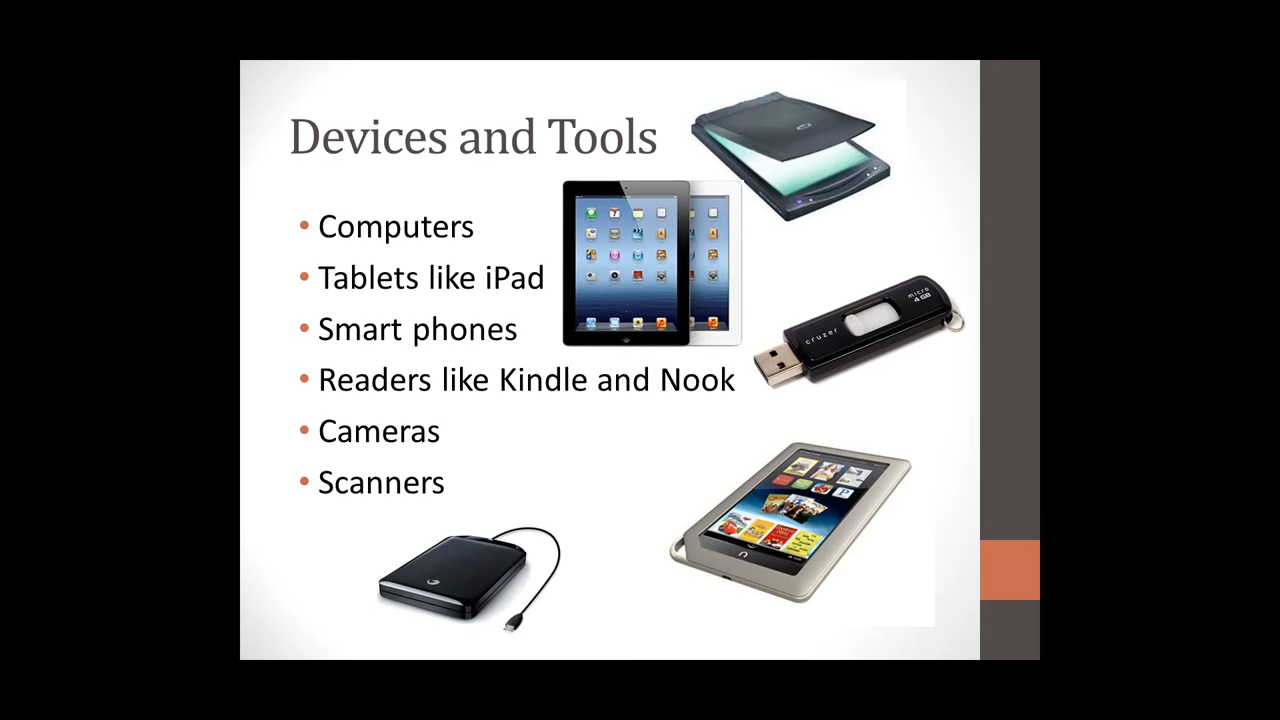 Devices and Tools
• Computers
• Tablets like iPad
• Smart phones
• Readers like Kindle and Nook
• Cameras
• Scanners
cruzer
micro
4 GB